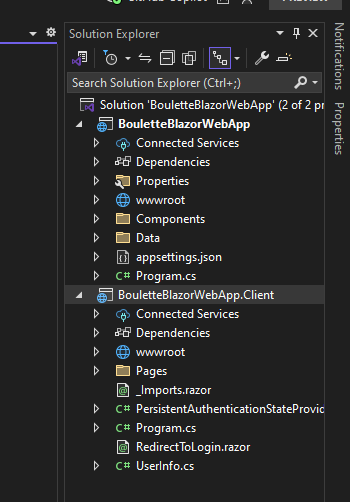 Solution Explorer
Search Solution Explorer (Ctrl+;)
Solution 'BouletteBlazorWebApp' (2 of 2 pr
BouletteBlazorWebApp
Connected Services
Dependencies
Properties
wwwroot
Components
Data
appsettings.json
C# Program.cs
BouletteBlazorWebApp.Client
Connected Services
Dependencies
wwwroot
Pages
_Imports.razor
C# PersistentAuthenticationStateProvid
C# Program.cs
RedirectToLogin.razor
C# UserInfo.cs
Notifications
Properties